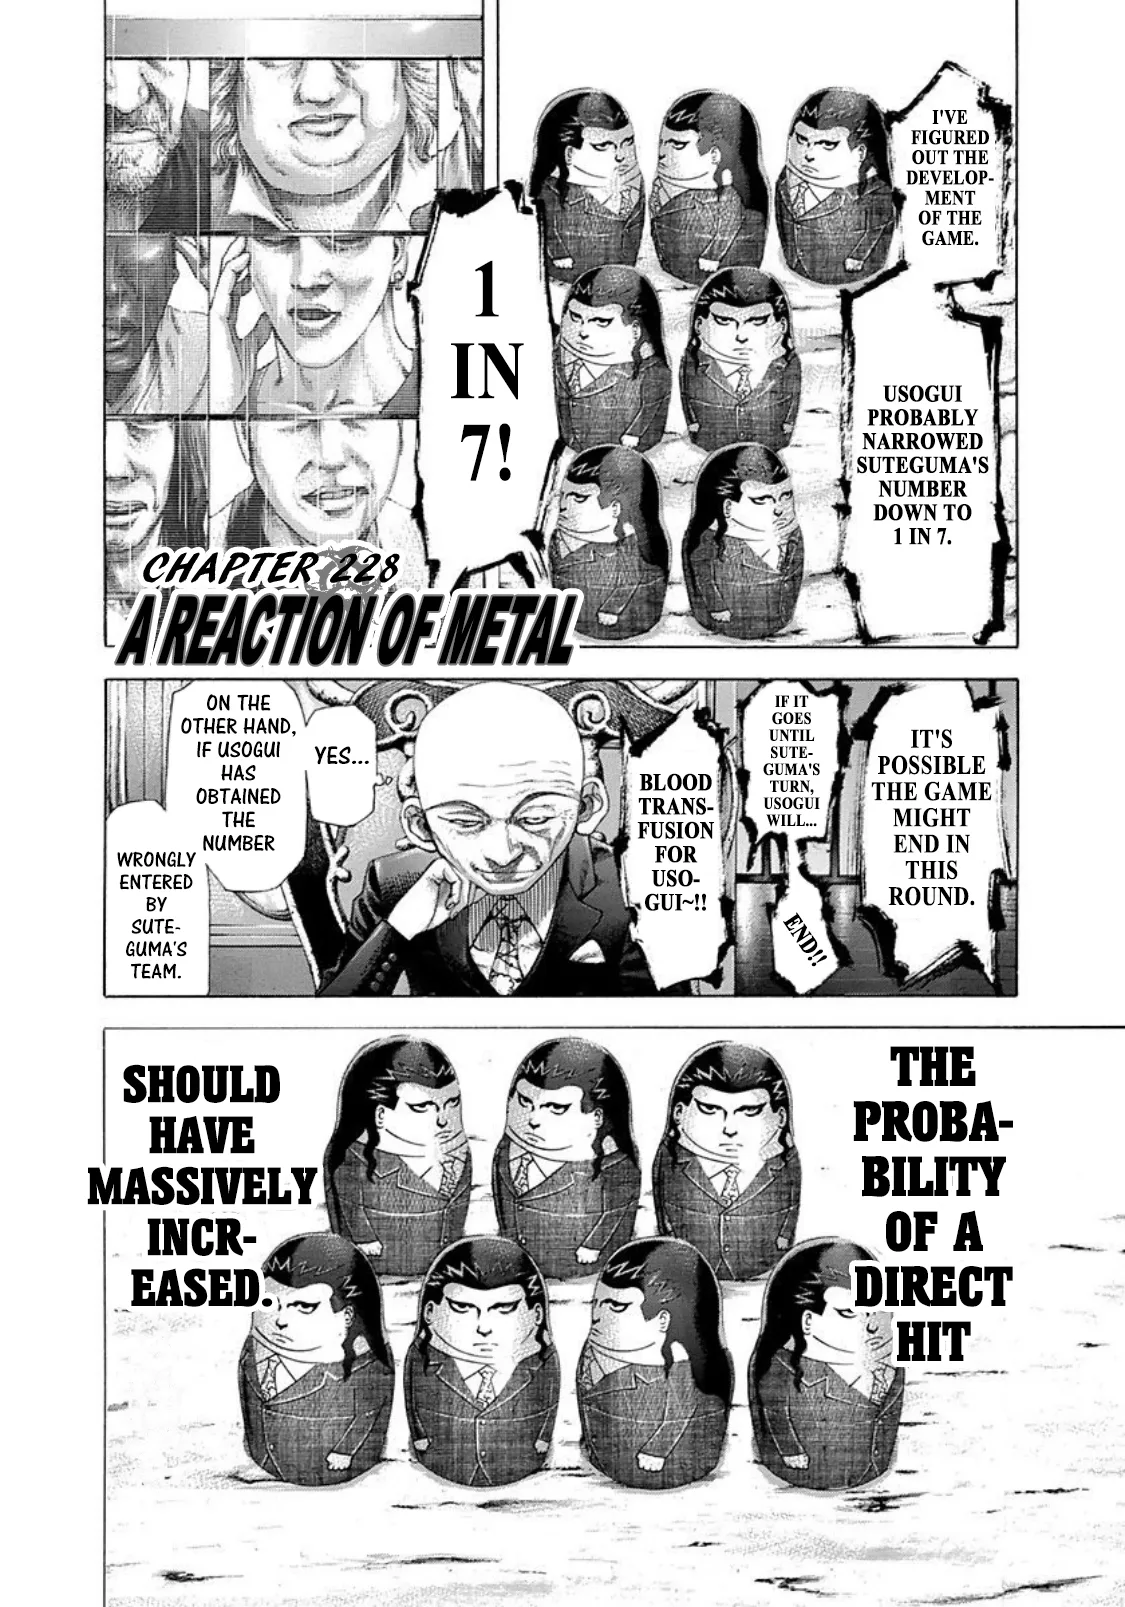 I'VE
FIGURED
OUT THE
DEVELOP-
MENT
OF THE
GAME.
USOGUI
PROBABLY
NARROWED
SUTEGUMA'S
NUMBER
DOWN TO
1 IN 7.
1
IN
7!
CHAPTER 228
A REACTION OF METAL
IT'S
POSSIBLE
THE GAME
MIGHT
END IN
THIS
ROUND.
IF IT
GOES
UNTIL
SUTE-
GUMA'S
TURN,
USOGUI
WILL...
END!!
BLOOD
TRANS-
FUSION
FOR
USO-
GUI~!!
YES...
ON THE
OTHER HAND,
IF USOGUI
HAS
OBTAINED
THE
NUMBER
WRONGLY
ENTERED
BY
SUTE-
GUMA'S
TEAM.
THE
PROBA-
BILITY
OF A
DIRECT
HIT
SHOULD
HAVE
MASSIVELY
INCR-
EASED.